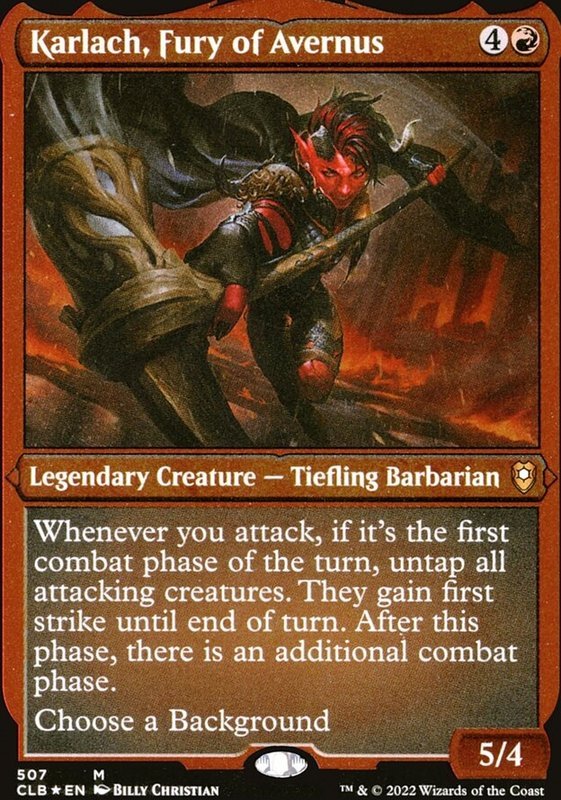 Karlach, Fury of Avernus 4
Legendary Creature — Tiefling Barbarian
Whenever you attack, if it's the first
combat phase of the turn, untap all
attacking creatures. They gain first
strike until end of turn. After this
phase, there is an additional combat
phase.
Choose a Background
5/4
507 M
CLB★EN Billy Christian ™ & © 2022 Wizards of the Coast